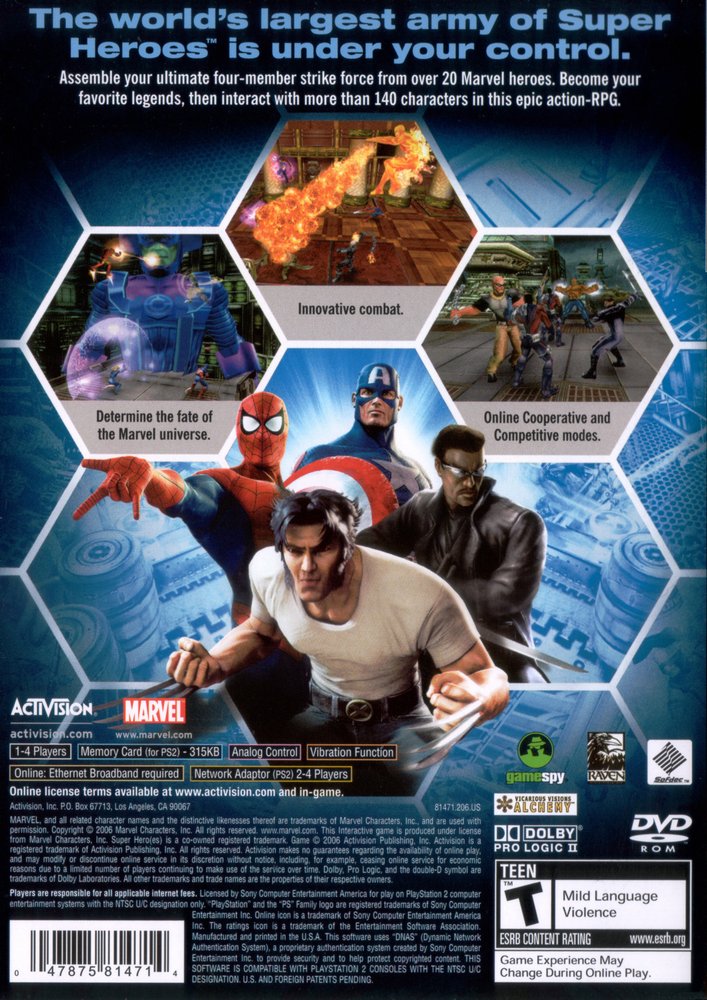 The world's largest army of Super
Heroes™ is under your control.
Assemble your ultimate four-member strike force from over 20 Marvel heroes. Become your
favorite legends, then interact with more than 140 characters in this epic action-RPG.
Innovative combat.
Determine the fate of
the Marvel universe.
Online Cooperative and
Competitive modes.
A
ACTIVISION®
MARVEL
activision.com
www.marvel.com
1-4 Players
Memory Card (for PS2) - 315KB
Analog Control
Vibration Function
Online: Ethernet Broadband required
Network Adaptor (PS2) 2-4 Players
Online license terms available at www.activision.com and in-game.
gamespy
RAVEN
SofDec™
VICARIOUS VISIONS
ALCHEMY
DOLBY
PRO LOGIC II
DVD
ROM
Activision, Inc. P.O. Box 67713, Los Angeles, CA 90067
81471.206.US
MARVEL, and all related character names and the distinctive likenesses thereof are trademarks of Marvel Characters, Inc., and are used with
permission. Copyright © 2006 Marvel Characters, Inc. All rights reserved. www.marvel.com. This Interactive game is produced under license
from Marvel Characters, Inc. Super Hero(es) is a co-owned registered trademark. Game © 2006 Activision Publishing, Inc. Activision is a
registered trademark of Activision Publishing, Inc. All rights reserved. Activision makes no guarantees regarding the availability of online play,
and may modify or discontinue online service in its discretion without notice, including, for example, ceasing online service for economic
reasons due to a limited number of players continuing to make use of the service over time. Dolby, Pro Logic, and the double-D symbol are
trademarks of Dolby Laboratories. All other trademarks and trade names are the properties of their respective owners.
Players are responsible for all applicable internet fees. Licensed by Sony Computer Entertainment America for play on PlayStation 2 computer
entertainment systems with the NTSC U/C designation only. "PlayStation" and the "PS" Family logo are registered trademarks of Sony Computer
Entertainment Inc. Online icon is a trademark of Sony Computer Entertainment America
Inc. The ratings icon is a trademark of the Entertainment Software Association.
Manufactured and printed in the U.S.A. This software uses "DNAS" (Dynamic Network
Authentication System), a proprietary authentication system created by Sony Computer
Entertainment Inc. to provide security and to help protect copyrighted content. THIS
SOFTWARE IS COMPATIBLE WITH PLAYSTATION 2 CONSOLES WITH THE NTSC U/C
DESIGNATION. U.S. AND FOREIGN PATENTS PENDING.
0 47875 81471 4
TEEN
T
Mild Language
Violence
ESRB CONTENT RATING
www.esrb.org
Game Experience May
Change During Online Play.